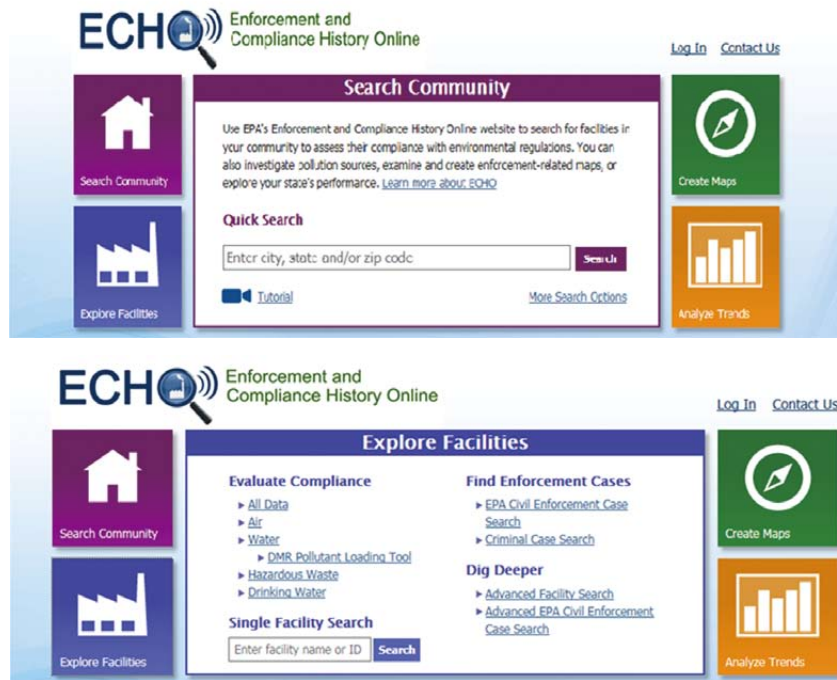 ECHO Enforcement and
Compliance History Online
Log In Contact Us
Search Community
Search Community
Use EPA's Enforcement and Compliance History Online website to search for facilities in
your community to assess their compliance with environmental regulations. You can
also investigate pollution sources, examine and create enforcement-related maps, or
explore your state's performance. Learn more about ECHO
Quick Search
Enter city, state and/or zip code
Search
Tutorial
More Search Options
Explore Facilities
Create Maps
Analyze Trends
ECHO Enforcement and
Compliance History Online
Log In Contact Us
Explore Facilities
Search Community
Explore Facilities
Evaluate Compliance
All Data
Air
Water
DMR Pollutant Loading Tool
Hazardous Waste
Drinking Water
Single Facility Search
Enter facility name or ID
Search
Find Enforcement Cases
EPA Civil Enforcement Case
Search
Criminal Case Search
Dig Deeper
Advanced Facility Search
Advanced EPA Civil Enforcement
Case Search
Create Maps
Analyze Trends